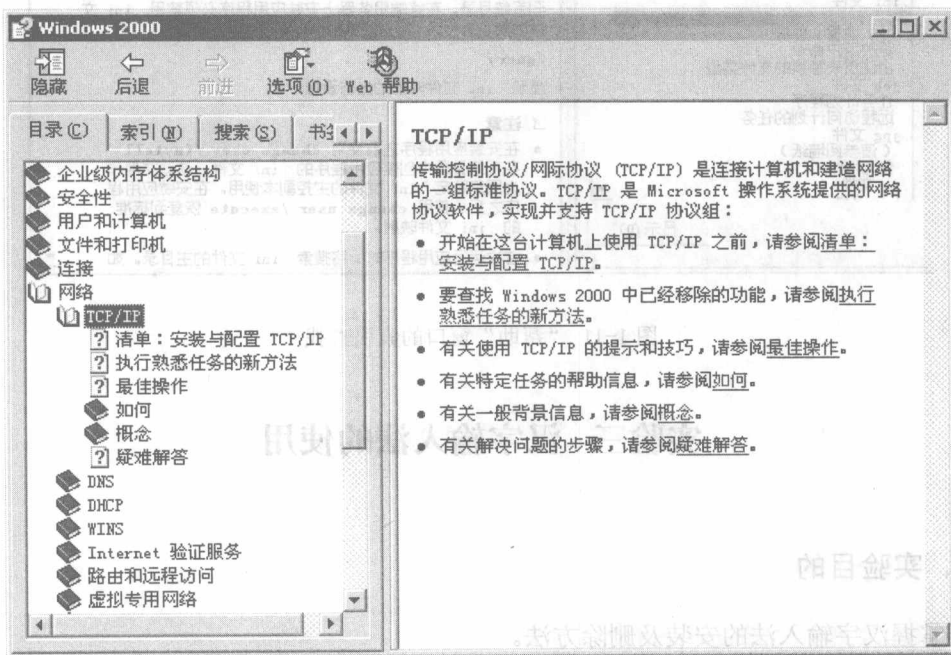 Windows 2000
隐藏 后退 前进 选项(O) Web 帮助
目录(C) 索引(N) 搜索(S) 书
企业级内存体系结构
安全性
用户和计算机
文件和打印机
连接
网络
TCP/IP
清单：安装与配置 TCP/IP
执行熟悉任务的新方法
最佳操作
如何
概念
疑难解答
DNS
DHCP
WINS
Internet 验证服务
路由和远程访问
虚拟专用网络
TCP/IP
传输控制协议/网际协议 (TCP/IP) 是连接计算机和建造网络
的一组标准协议。TCP/IP 是 Microsoft 操作系统提供的网络
协议软件，实现并支持 TCP/IP 协议组：
• 开始在这台计算机上使用 TCP/IP 之前，请参阅清单：
安装与配置 TCP/IP。
• 要查找 Windows 2000 中已经移除的功能，请参阅执行
熟悉任务的新方法。
• 有关使用 TCP/IP 的提示和技巧，请参阅最佳操作。
• 有关特定任务的帮助信息，请参阅如何。
• 有关一般背景信息，请参阅概念。
• 有关解决问题的步骤，请参阅疑难解答。